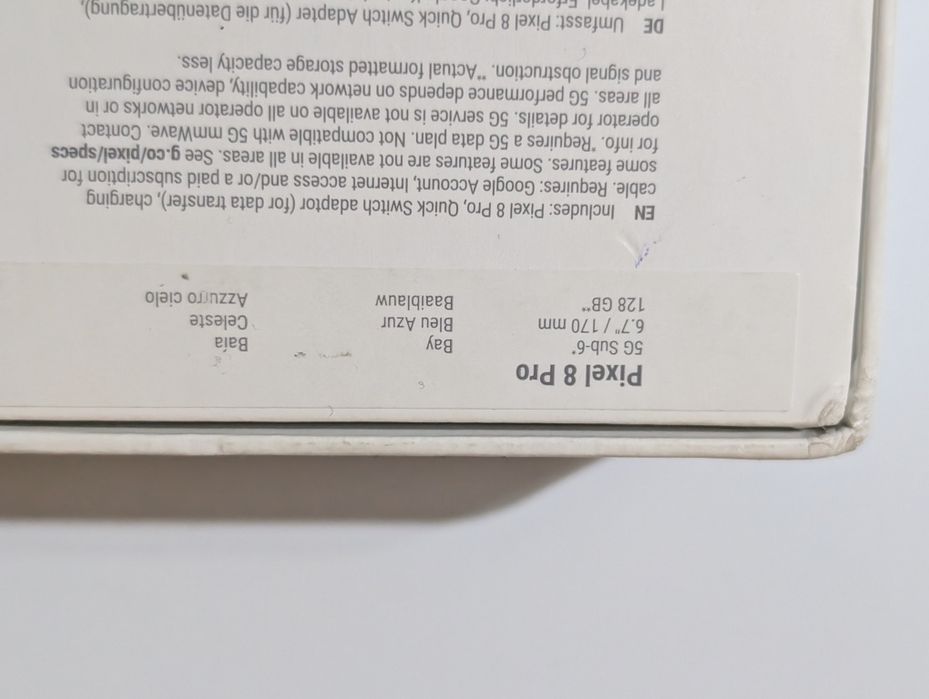 Pixel 8 Pro
5G Sub-6*
6.7" / 170 mm
128 GB**
Bay
Bleu Azur
Baaiblauw
Baía
Celeste
Azzurro cielo
EN Includes: Pixel 8 Pro, Quick Switch adaptor (for data transfer), charging
cable. Requires: Google Account, Internet access and/or a paid subscription for
some features. Some features are not available in all areas. See g.co/pixel/specs
for info. *Requires a 5G data plan. Not compatible with 5G mmWave. Contact
operator for details. 5G service is not available on all operator networks or in
all areas. 5G performance depends on network capability, device configuration
and signal obstruction. **Actual formatted storage capacity less.
DE Umfasst: Pixel 8 Pro, Quick Switch Adapter (für die Datenübertragung),